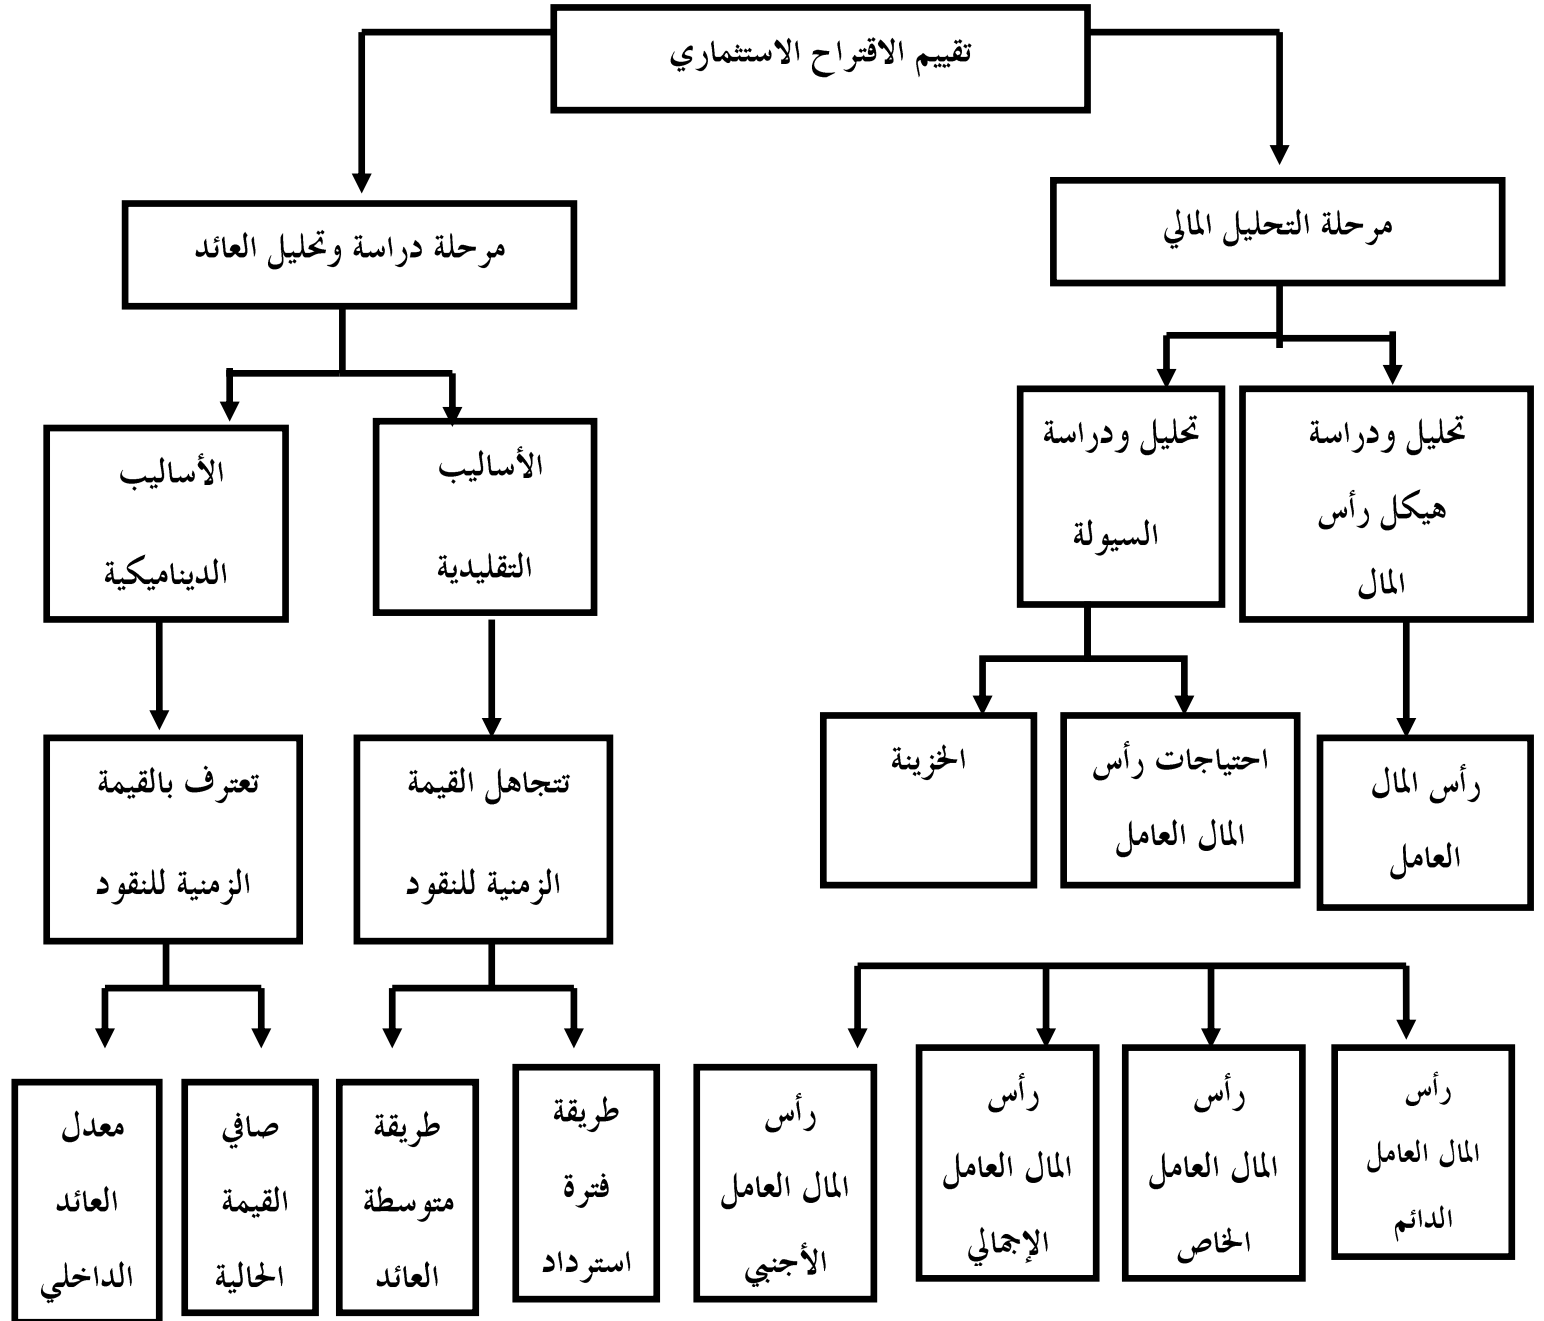 تقييم الاقتراح الاستثماري
مرحلة التحليل المالي
مرحلة دراسة وتحليل العائد
تحليل ودراسة
هيكل رأس
المال
تحليل ودراسة
السيولة
الأساليب
التقليدية
الأساليب
الديناميكية
رأس المال
العامل
احتياجات رأس
المال العامل
الخزينة
تتجاهل القيمة
الزمنية للنقود
تعترف بالقيمة
الزمنية للنقود
رأس
المال العامل
الدائم
رأس
المال العامل
الخاص
رأس
المال العامل
الإجمالي
رأس
المال العامل
الأجنبي
طريقة
فترة
استرداد
طريقة
متوسطة
العائد
صافي
القيمة
الحالية
معدل
العائد
الداخلي